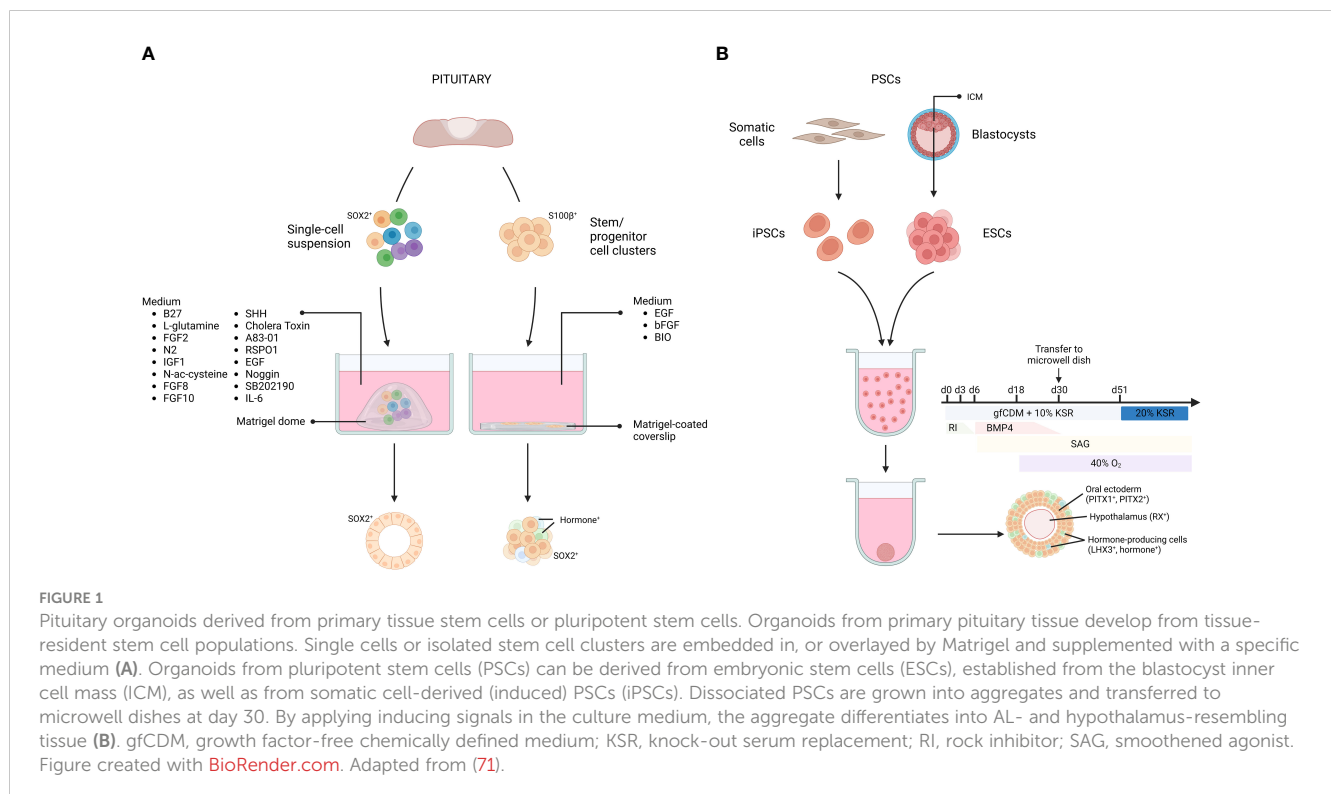 A
PITUITARY
SOX2⁺
Single-cell
suspension
S100β⁺
Stem/
progenitor
cell clusters
Medium
• B27
• L-glutamine
• FGF2
• N2
• IGF1
• N-ac-cysteine
• FGF8
• FGF10
• SHH
• Cholera Toxin
• A83-01
• RSPO1
• EGF
• Noggin
• SB202190
• IL-6
Medium
• EGF
• bFGF
• BIO
Matrigel dome
Matrigel-coated
coverslip
SOX2⁺
Hormone⁺
SOX2⁺
B
PSCs
ICM
Somatic
cells
Blastocysts
iPSCs
ESCs
Transfer to
microwell dish
d0 d3 d6 d18 d30 d51
gfCDM + 10% KSR
20% KSR
RI
BMP4
SAG
40% O₂
Oral ectoderm
(PITX1⁺, PITX2⁺)
Hypothalamus (RX⁺)
Hormone-producing cells
(LHX3⁺, hormone⁺)
FIGURE 1
Pituitary organoids derived from primary tissue stem cells or pluripotent stem cells. Organoids from primary pituitary tissue develop from tissue-
resident stem cell populations. Single cells or isolated stem cell clusters are embedded in, or overlayed by Matrigel and supplemented with a specific
medium (A). Organoids from pluripotent stem cells (PSCs) can be derived from embryonic stem cells (ESCs), established from the blastocyst inner
cell mass (ICM), as well as from somatic cell-derived (induced) PSCs (iPSCs). Dissociated PSCs are grown into aggregates and transferred to
microwell dishes at day 30. By applying inducing signals in the culture medium, the aggregate differentiates into AL- and hypothalamus-resembling
tissue (B). gfCDM, growth factor-free chemically defined medium; KSR, knock-out serum replacement; RI, rock inhibitor; SAG, smoothened agonist.
Figure created with BioRender.com. Adapted from (71).